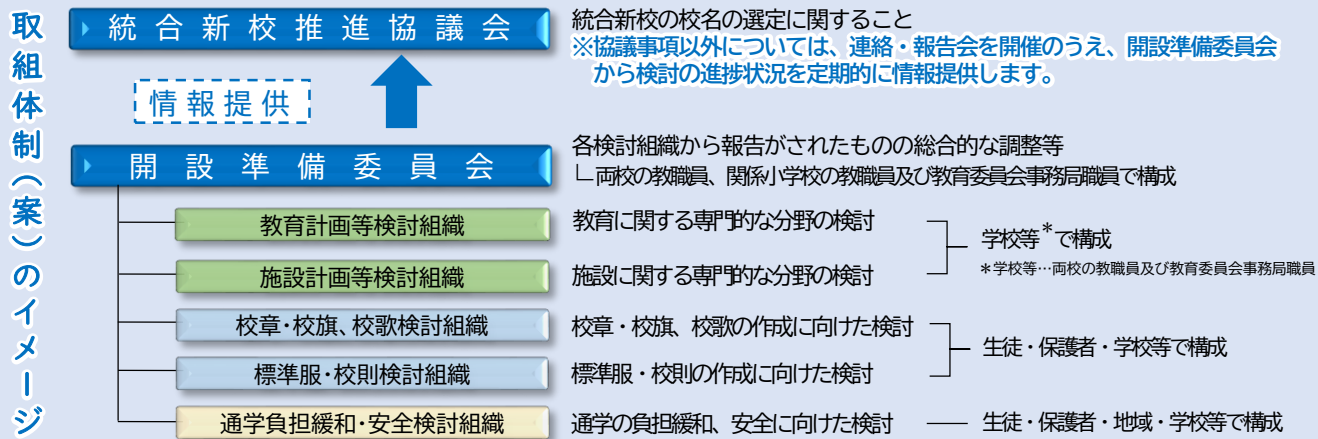 取組体制(案)のイメージ
統合新校推進協議会
統合新校の校名の選定に関すること
※協議事項以外については、連絡・報告会を開催のうえ、開設準備委員会
から検討の進捗状況を定期的に情報提供します。
情報提供
開設準備委員会
各検討組織から報告がされたものの総合的な調整等
両校の教職員、関係小学校の教職員及び教育委員会事務局職員で構成
教育計画等検討組織
教育に関する専門的な分野の検討
施設計画等検討組織
施設に関する専門的な分野の検討
学校等*で構成
*学校等…両校の教職員及び教育委員会事務局職員
校章・校旗、校歌検討組織
校章・校旗、校歌の作成に向けた検討
標準服・校則検討組織
標準服・校則の作成に向けた検討
生徒・保護者・学校等で構成
通学負担緩和・安全検討組織
通学の負担緩和、安全に向けた検討
生徒・保護者・地域・学校等で構成